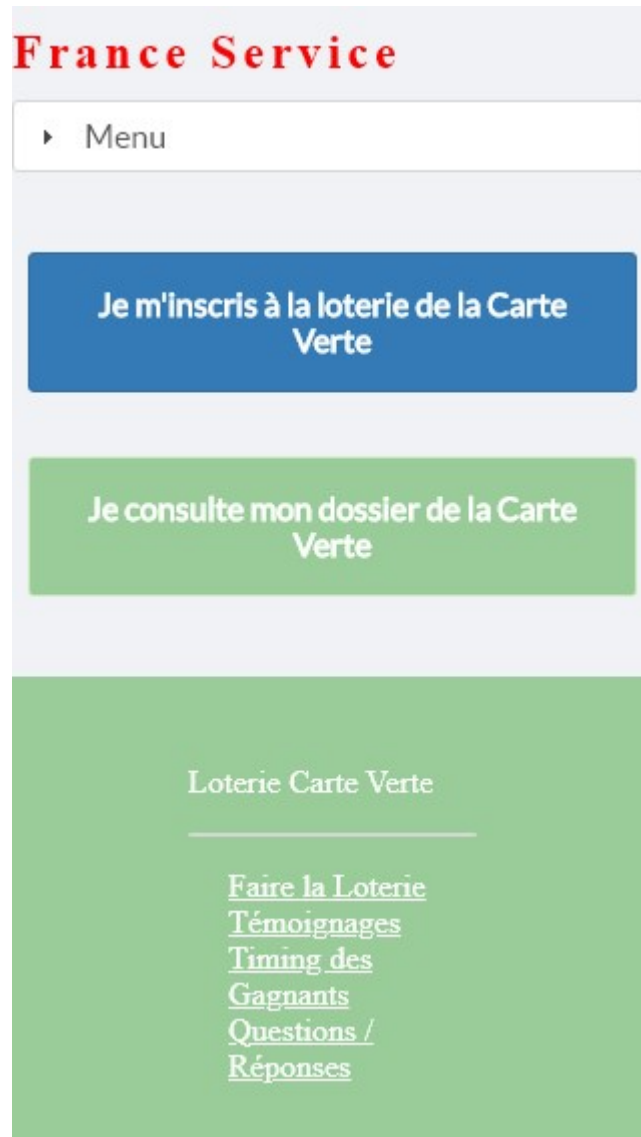 France Service
Menu
Je m'inscris à la loterie de la Carte
Verte
Je consulte mon dossier de la Carte
Verte
Loterie Carte Verte
Faire la Loterie
Témoignages
Timing des
Gagnants
Questions /
Réponses